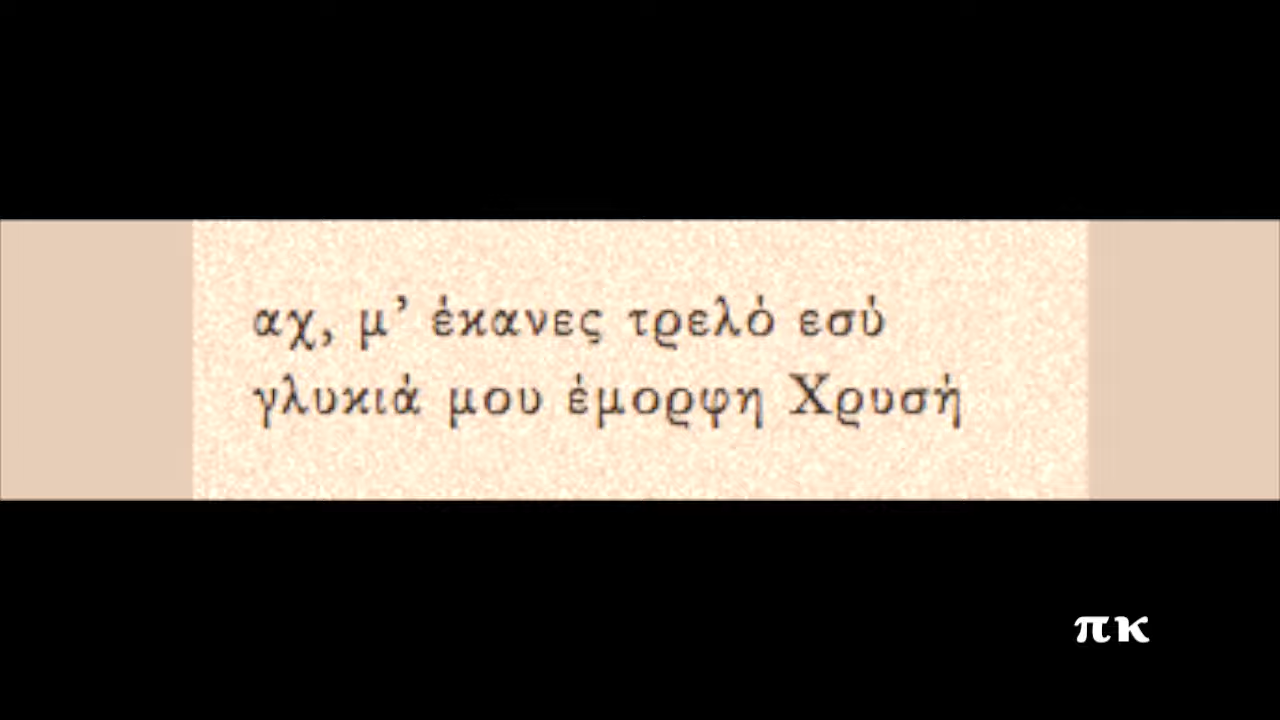 αχ, μ’ έκανες τρελό εσύ
γλυκιά μου έμορφη Χρυσή
πκ